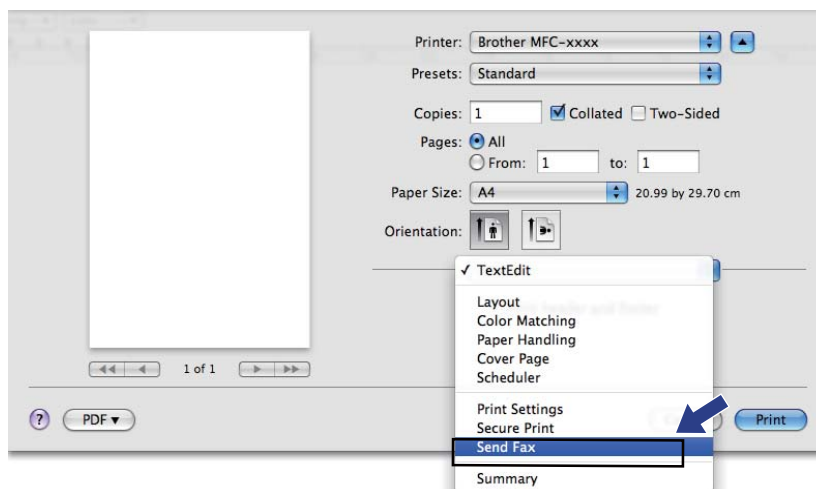 Printer: Brother MFC-xxxx
Presets: Standard
Copies: 1 Collated Two-Sided
Pages: All
From: 1 to: 1
Paper Size: A4 20.99 by 29.70 cm
Orientation:
✓ TextEdit
Layout
Color Matching
Paper Handling
Cover Page
Scheduler
Print Settings
Secure Print
Send Fax
Summary
1 of 1
? PDF ▼
Print